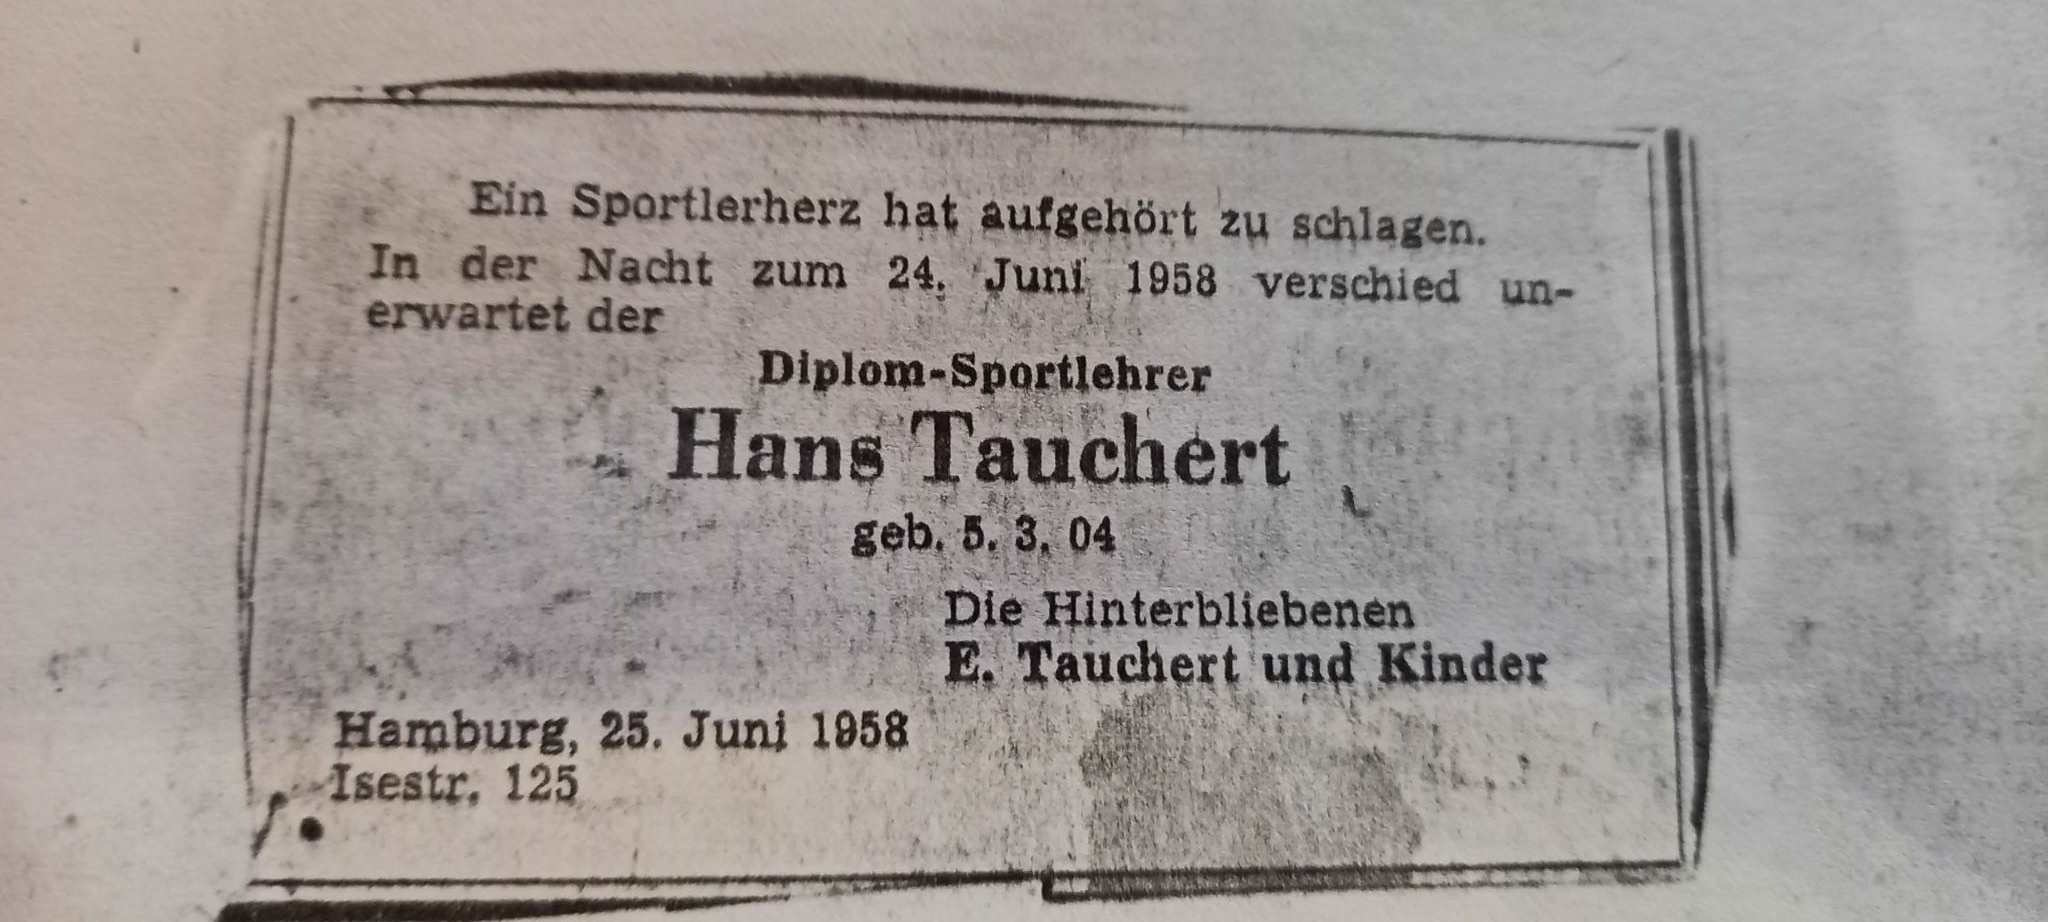 Ein Sportlerherz hat aufgehört zu schlagen.
In der Nacht zum 24. Juni 1958 verschied un-
erwartet der
Diplom-Sportlehrer
Hans Tauchert
geb. 5. 3. 04
Die Hinterbliebenen
E. Tauchert und Kinder
Hamburg, 25. Juni 1958
Isestr. 125